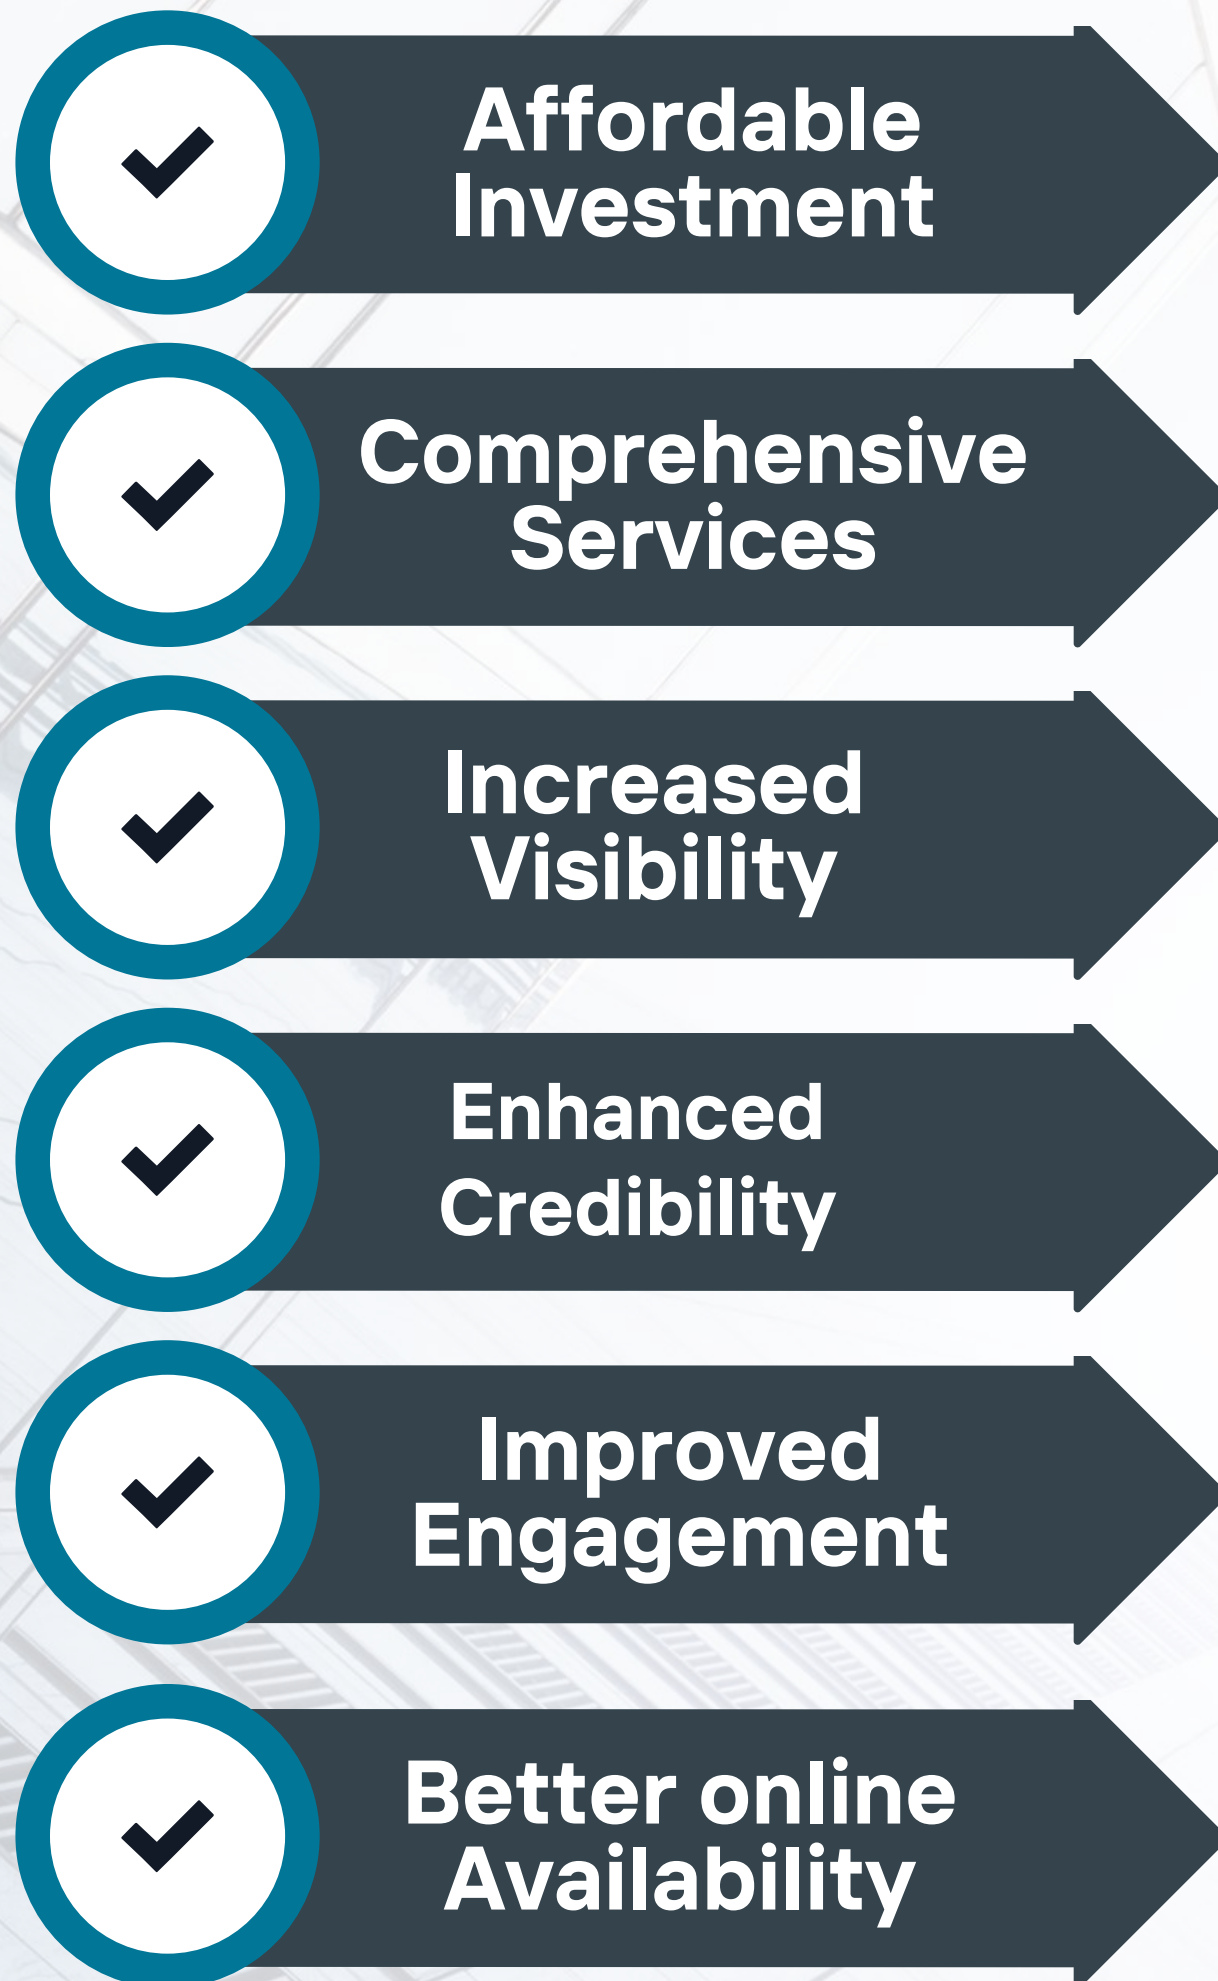 Affordable
Investment
Comprehensive
Services
Increased
Visibility
Enhanced
Credibility
Improved
Engagement
Better online
Availability